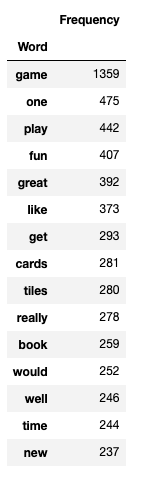 Frequency
Word
game 1359
one 475
play 442
fun 407
great 392
like 373
get 293
cards 281
tiles 280
really 278
book 259
would 252
well 246
time 244
new 237